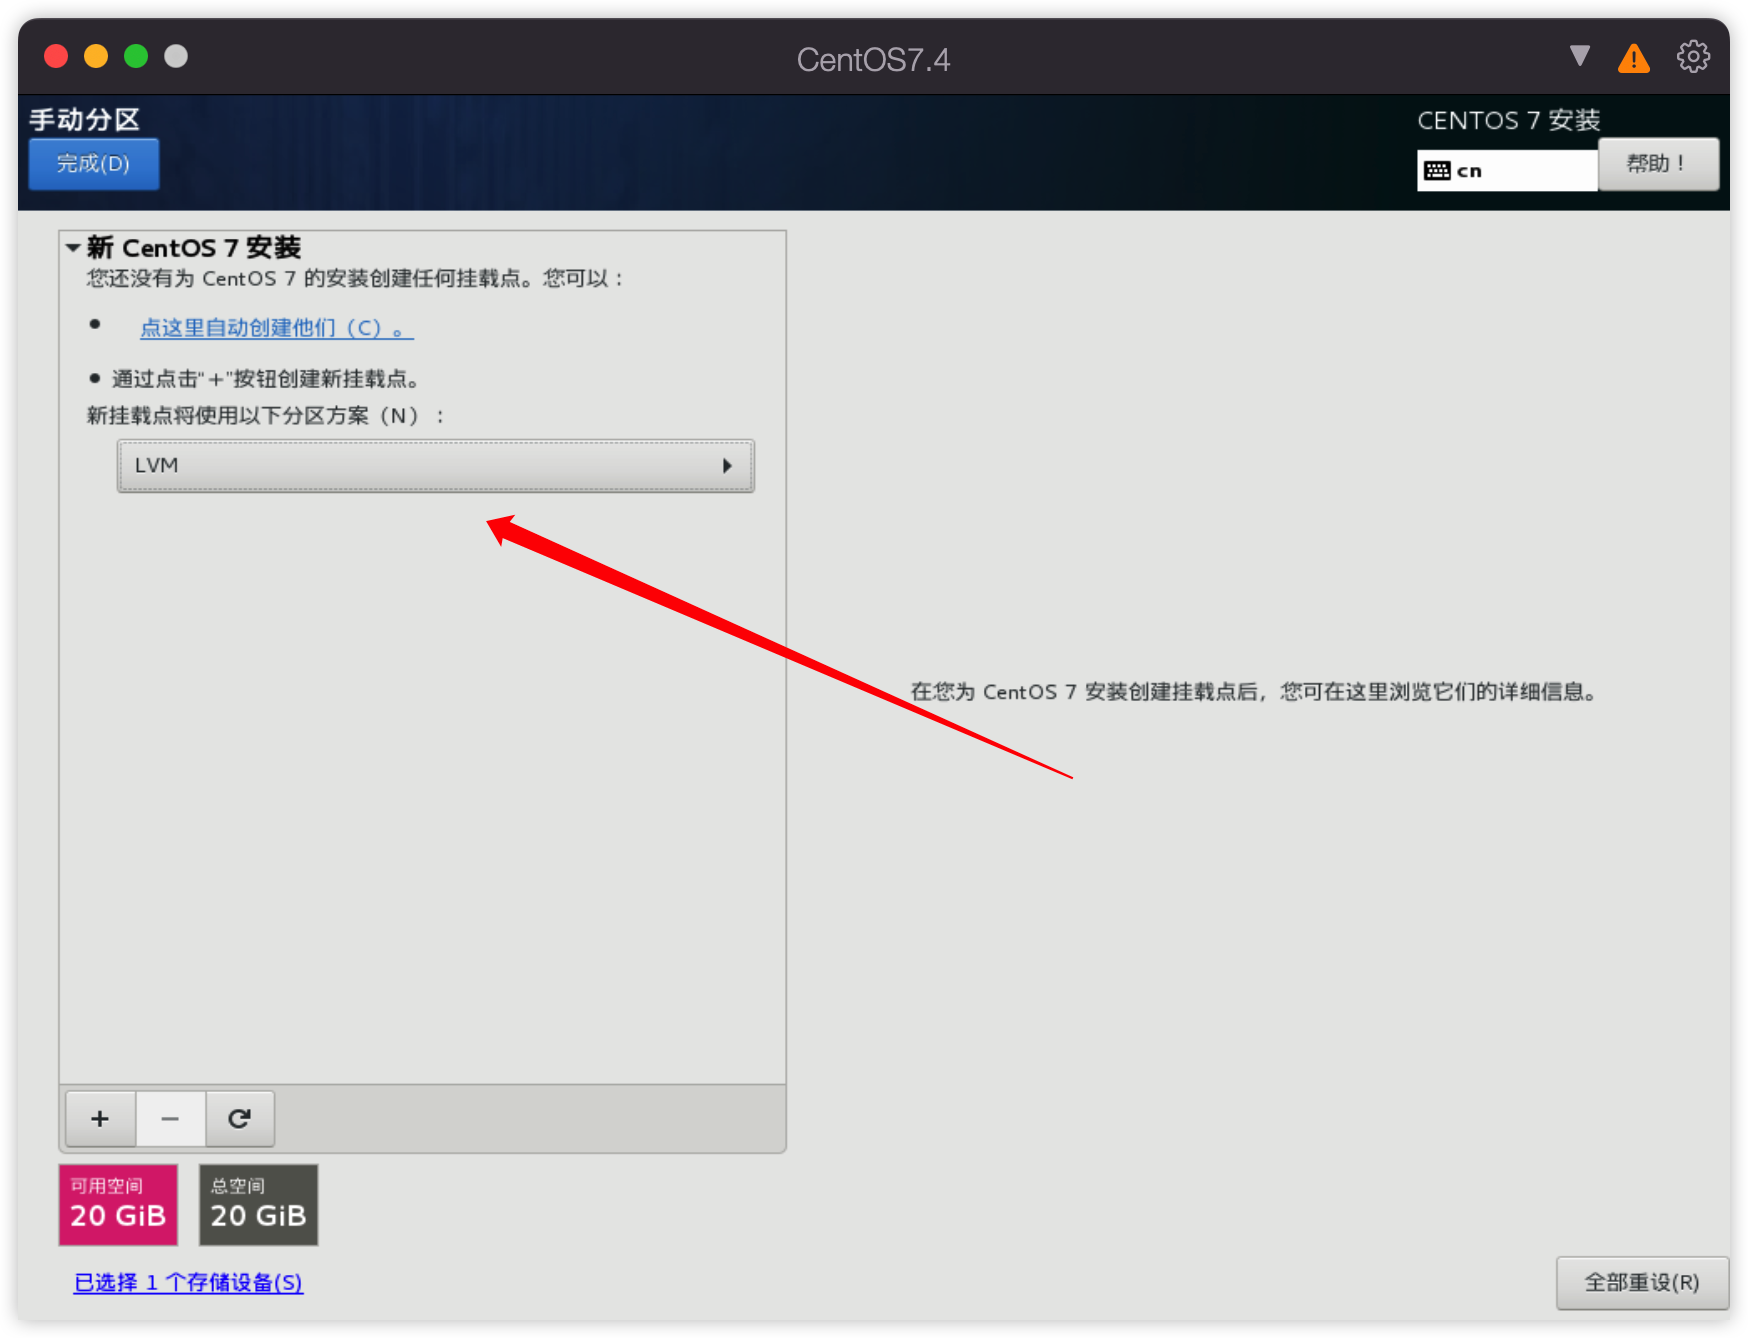 CentOS7.4
手动分区
CENTOS 7 安装
完成(D)
cn
帮助！
新 CentOS 7 安装
您还没有为 CentOS 7 的安装创建任何挂载点。您可以：
点这里自动创建他们（C）。
通过点击“+”按钮创建新挂载点。
新挂载点将使用以下分区方案（N）：
LVM
在您为 CentOS 7 安装创建挂载点后，您可在这里浏览它们的详细信息。
可用空间
20 GiB
总空间
20 GiB
已选择 1 个存储设备(S)
全部重设(R)